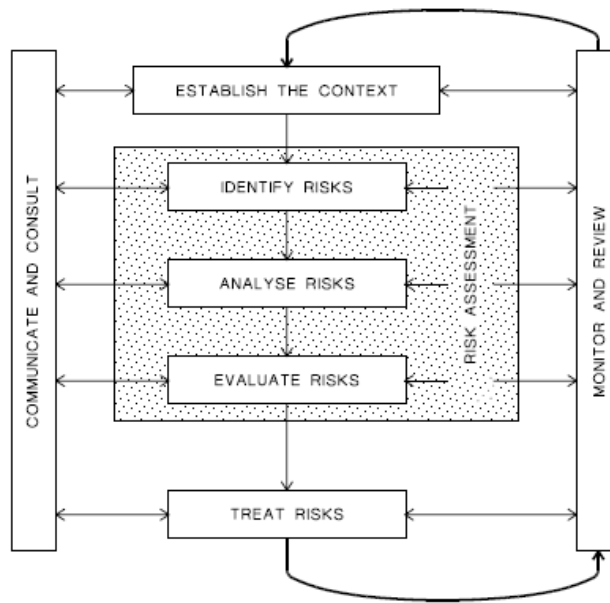 ESTABLISH THE CONTEXT
COMMUNICATE AND CONSULT
IDENTIFY RISKS
ANALYSE RISKS
EVALUATE RISKS
RISK ASSESSMENT
MONITOR AND REVIEW
TREAT RISKS